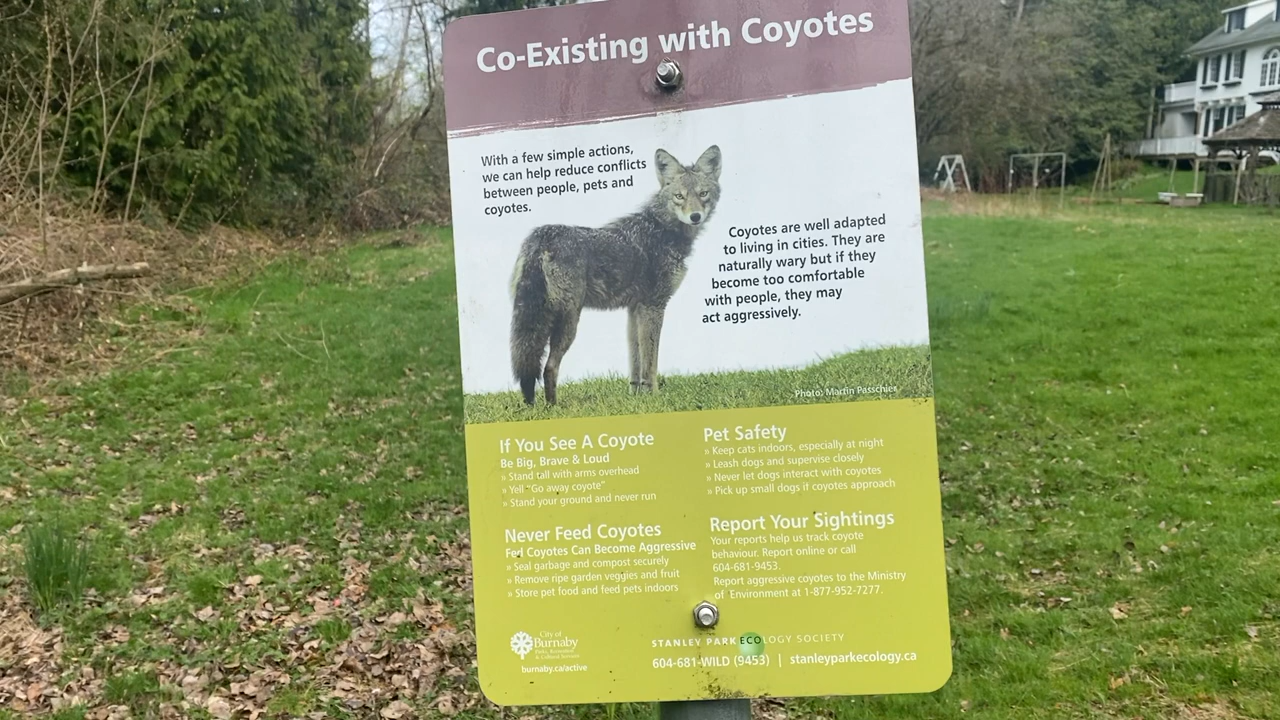 Co-Existing with Coyotes
With a few simple actions,
we can help reduce conflicts
between people, pets and
coyotes.
Coyotes are well adapted
to living in cities. They are
naturally wary but if they
become too comfortable
with people, they may
act aggressively.
Photo: Martin Passchier
If You See A Coyote
Be Big, Brave & Loud
» Stand tall with arms overhead
» Yell "Go away coyote"
» Stand your ground and never run
Never Feed Coyotes
Fed Coyotes Can Become Aggressive
» Seal garbage and compost securely
» Remove ripe garden veggies and fruit
» Store pet food and feed pets indoors
Pet Safety
» Keep cats indoors, especially at night
» Leash dogs and supervise closely
» Never let dogs interact with coyotes
» Pick up small dogs if coyotes approach
Report Your Sightings
Your reports help us track coyote
behaviour. Report online or call
604-681-9453.
Report aggressive coyotes to the Ministry
of Environment at 1-877-952-7277.
City of
Burnaby
Parks, Recreation
& Cultural Services
burnaby.ca/active
STANLEY PARK ECOLOGY SOCIETY
604-681-WILD (9453) | stanleyparkecology.ca